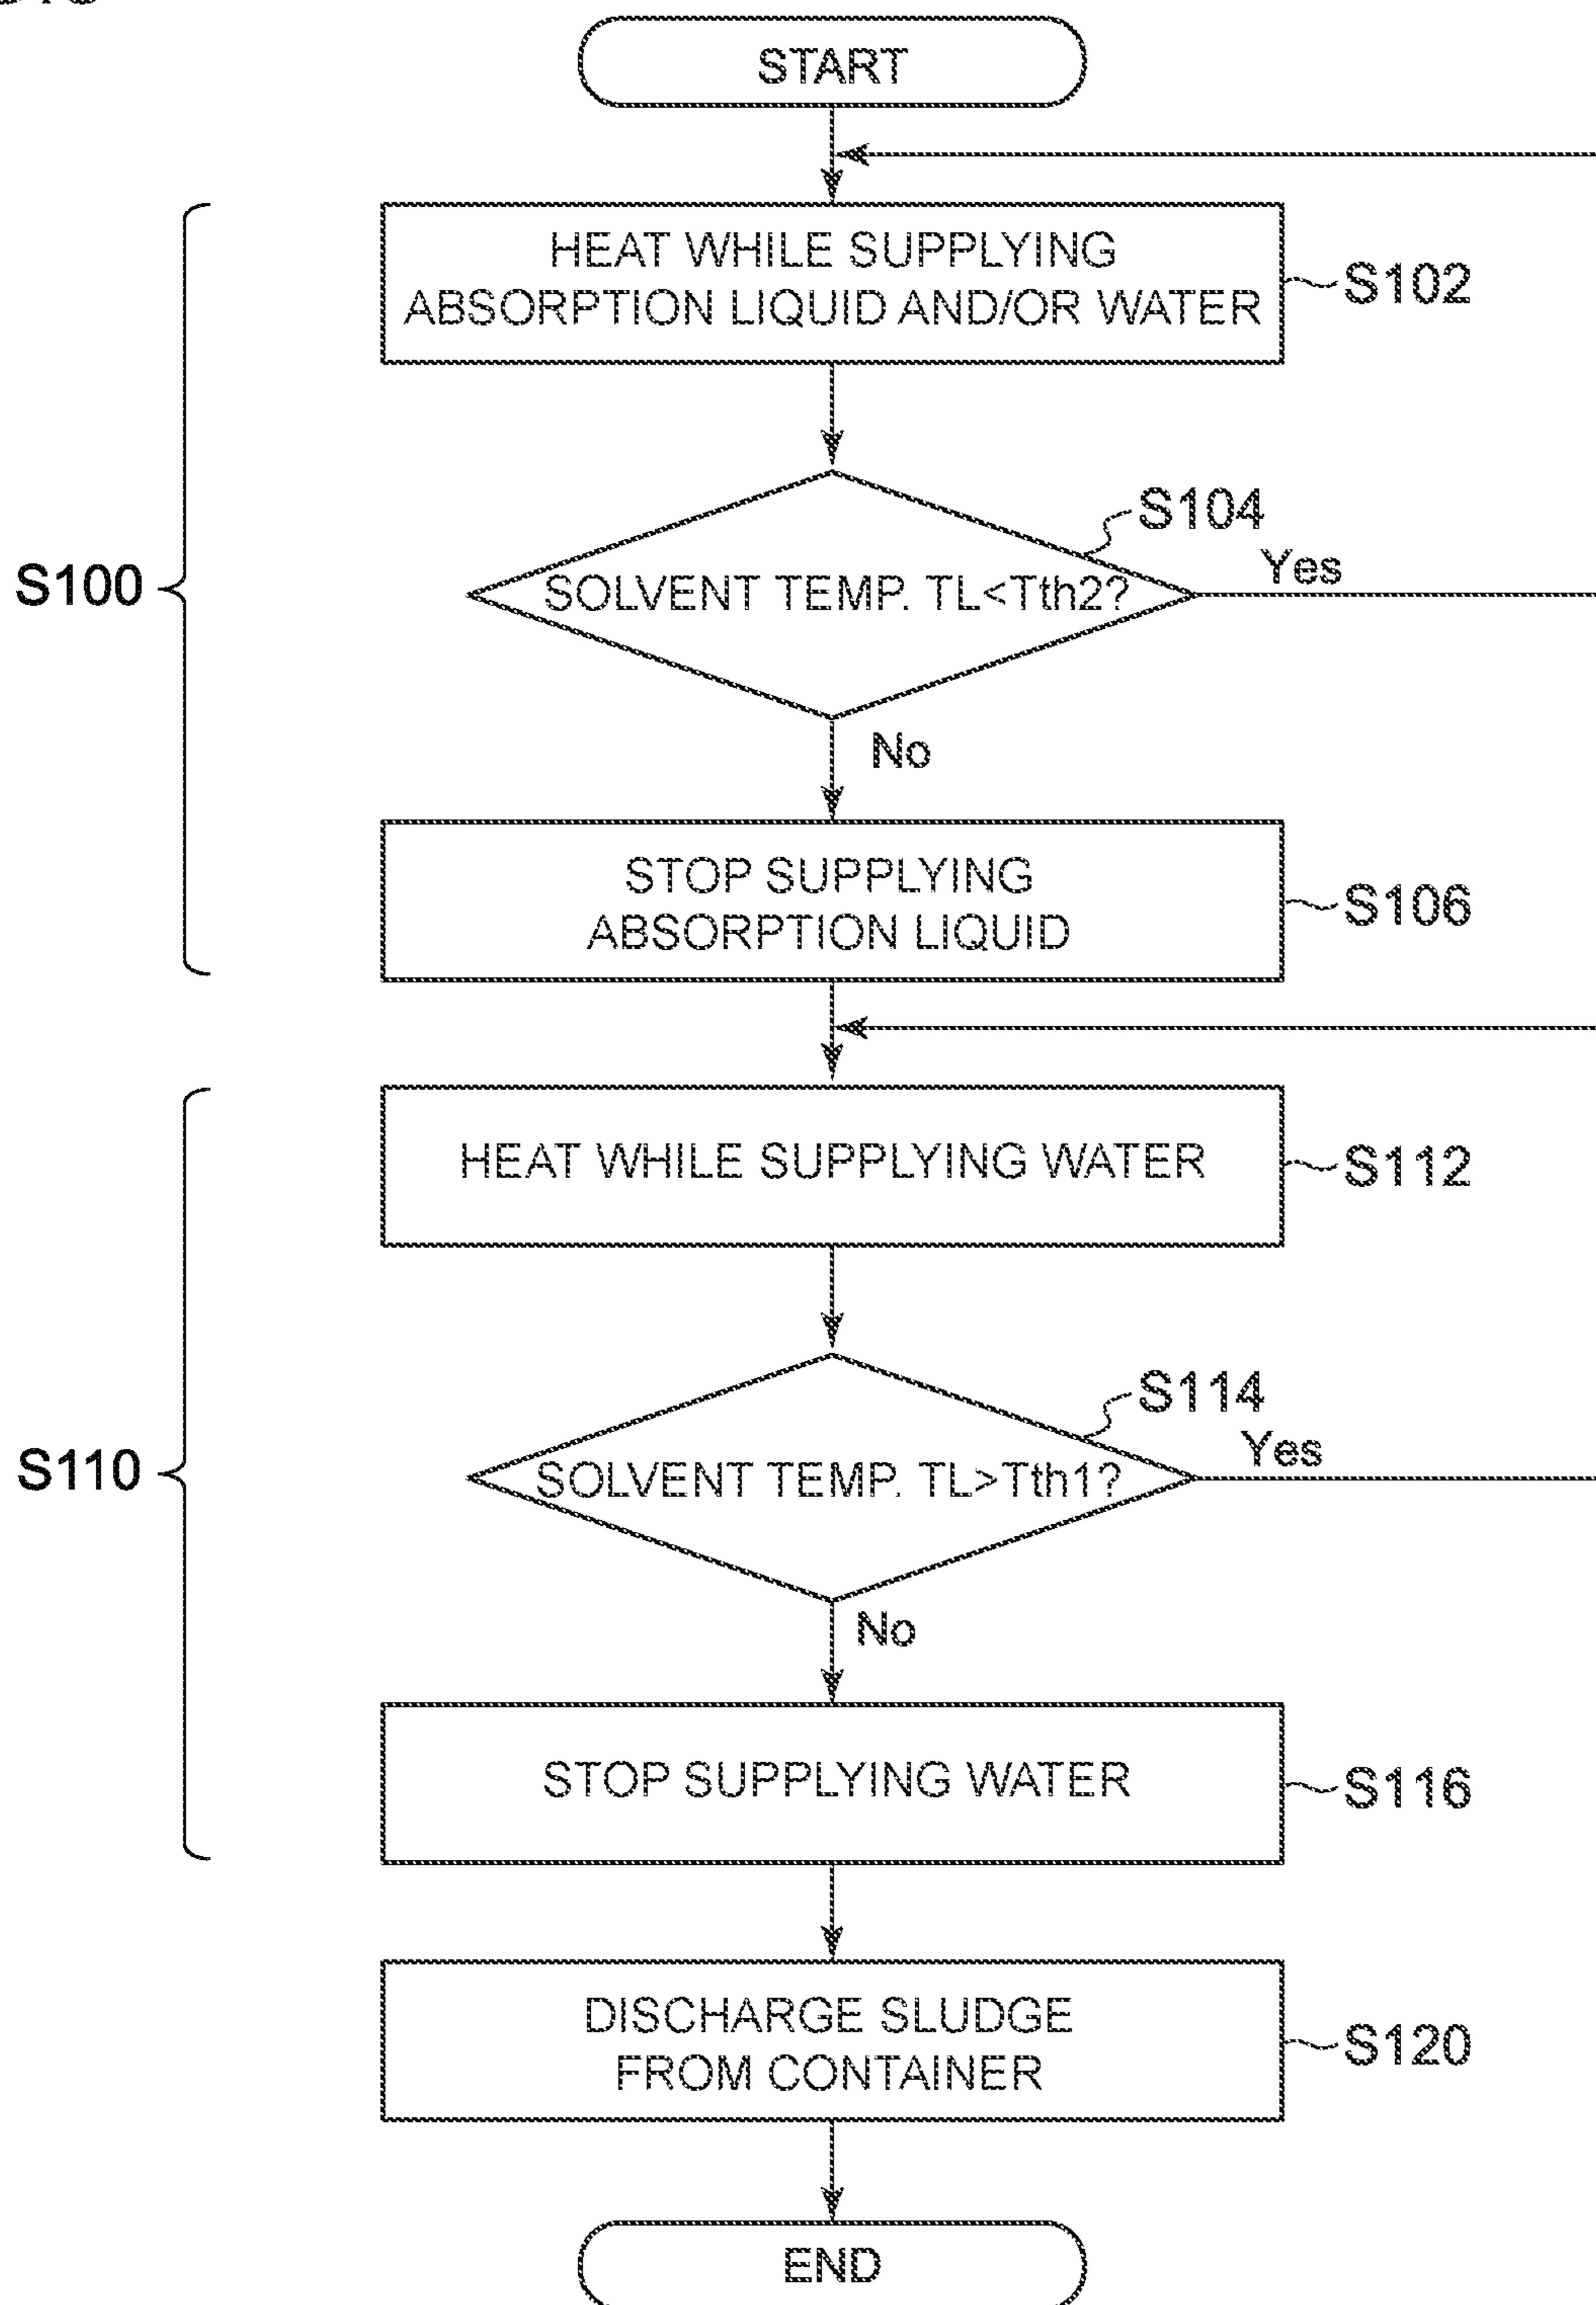 START
HEAT WHILE SUPPLYING
ABSORPTION LIQUID AND/OR WATER
S102
S104
S100
SOLVENT TEMP. TL<Tth2?
Yes
No
STOP SUPPLYING
ABSORPTION LIQUID
S106
HEAT WHILE SUPPLYING WATER
S112
S114
S110
SOLVENT TEMP. TL>Tth1?
Yes
No
STOP SUPPLYING WATER
S116
DISCHARGE SLUDGE
FROM CONTAINER
S120
END